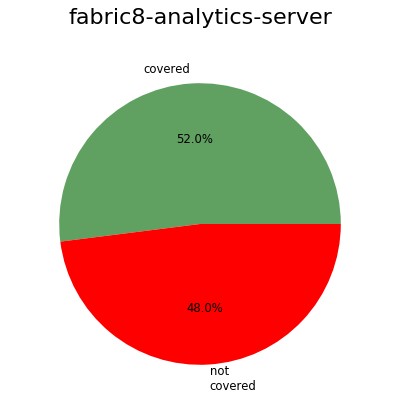 fabric8-analytics-server
covered
52.0%
48.0%
not
covered